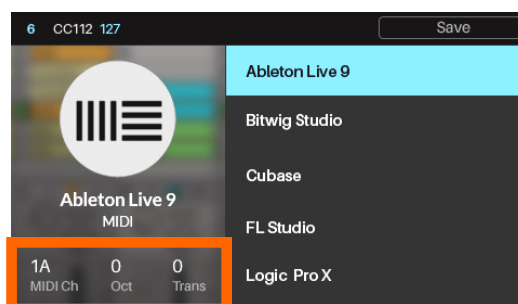 6 CC112 127 Save
Ableton Live 9
MIDI
1A 0 0
MIDI Ch Oct Trans
Ableton Live 9
Bitwig Studio
Cubase
FL Studio
Logic Pro X